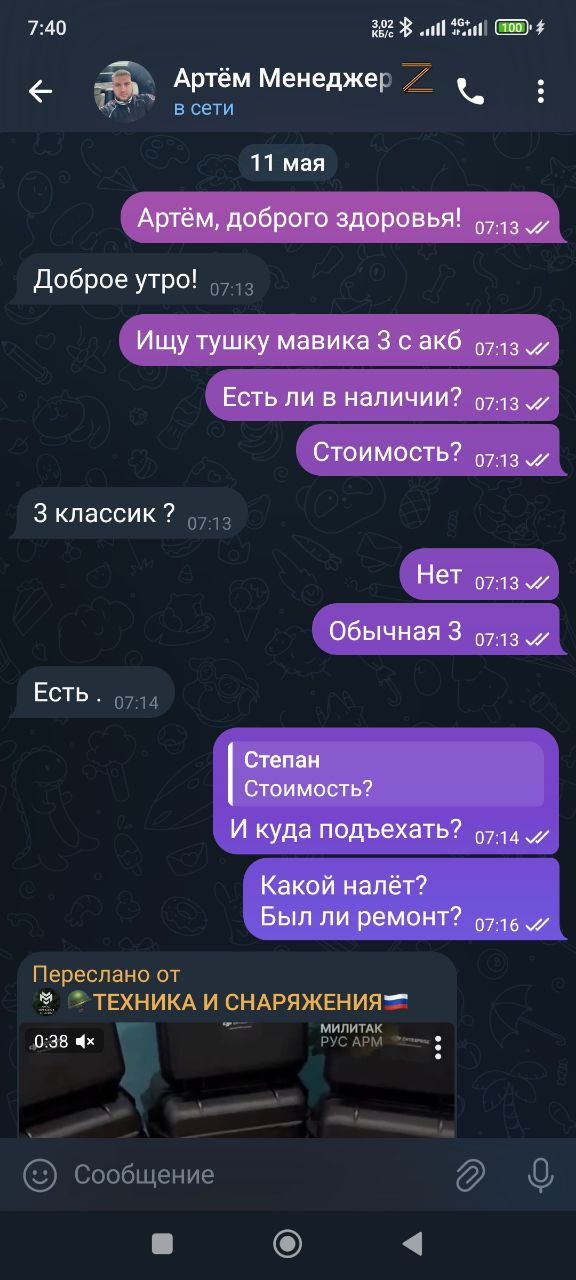 7:40
3,02 КБ/с 4G+ 100
Артём Менеджер Z
в сети
11 мая
Артём, доброго здоровья! 07:13
Доброе утро! 07:13
Ищу тушку мавика 3 с акб 07:13
Есть ли в наличии? 07:13
Стоимость? 07:13
3 классик ? 07:13
Нет 07:13
Обычная 3 07:13
Есть . 07:14
Степан
Стоимость?
И куда подъехать? 07:14
Какой налёт?
Был ли ремонт? 07:16
Переслано от
ТЕХНИКА И СНАРЯЖЕНИЯ
0:38
МИЛИТАК
РУС АРМ
ENTERPRISE
Сообщение